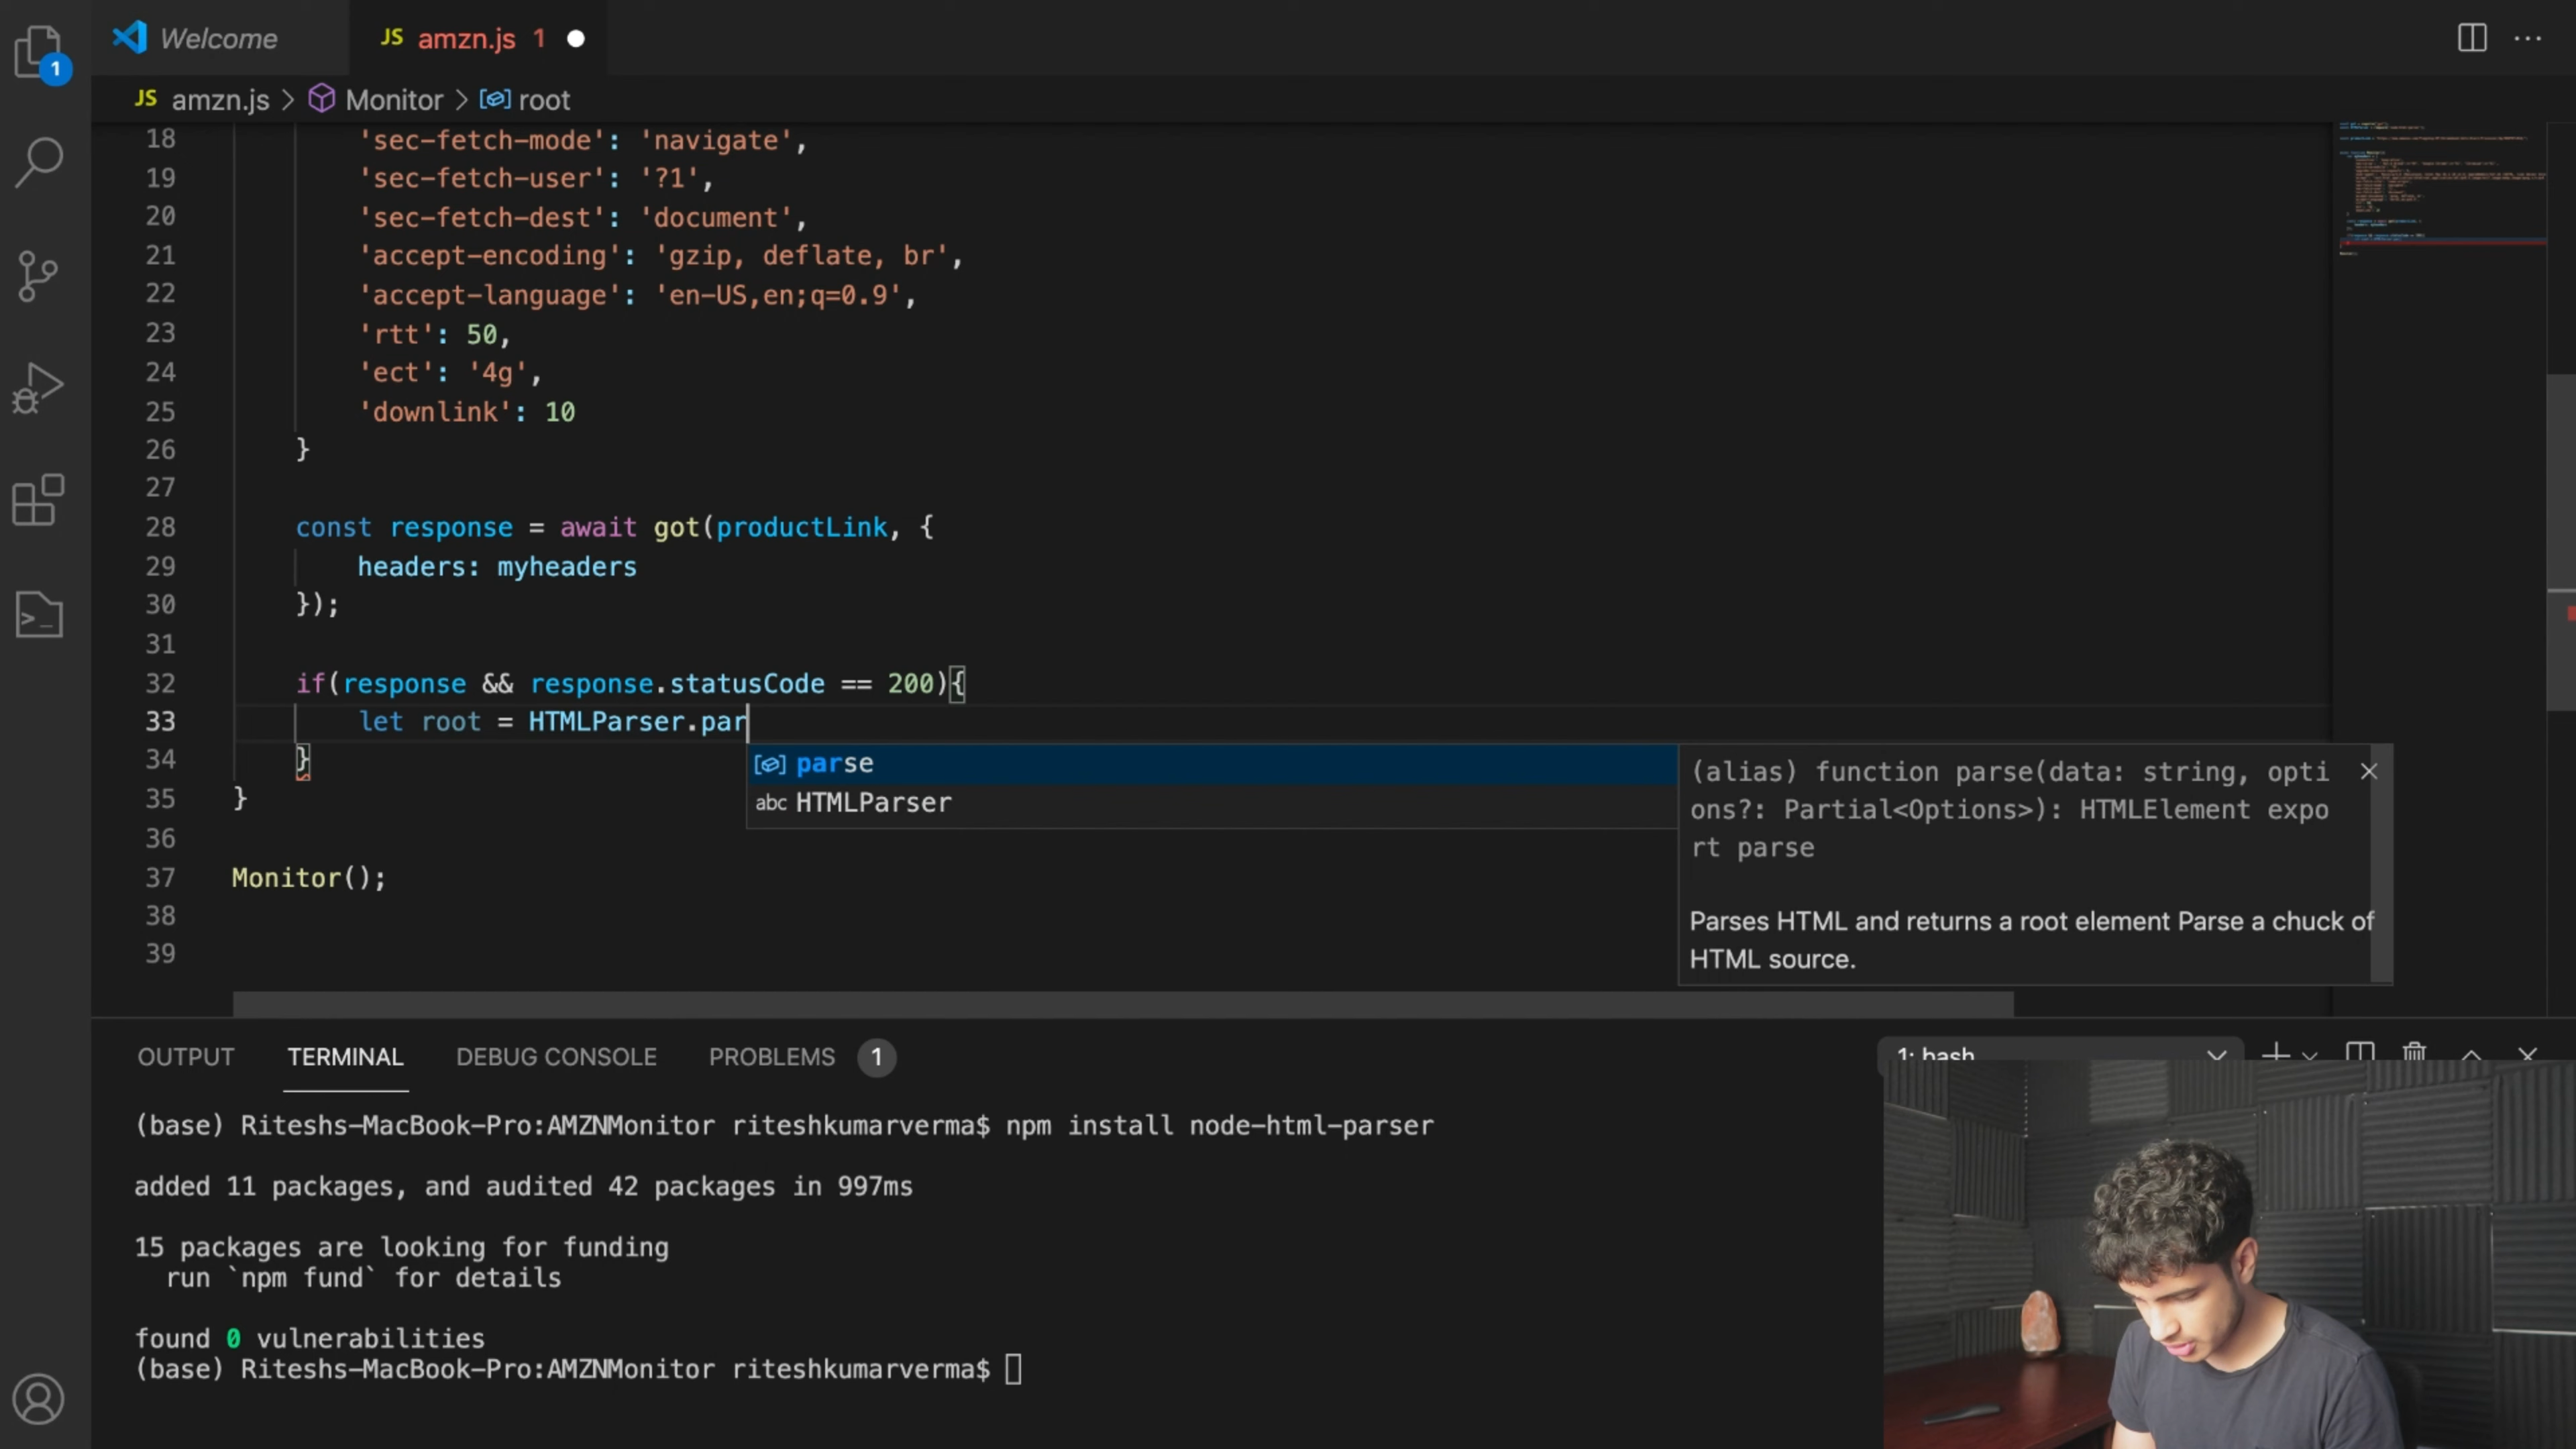 1
Welcome
JS amzn.js 1
JS amzn.js > Monitor > root
18 'sec-fetch-mode': 'navigate',
19 'sec-fetch-user': '?1',
20 'sec-fetch-dest': 'document',
21 'accept-encoding': 'gzip, deflate, br',
22 'accept-language': 'en-US,en;q=0.9',
23 'rtt': 50,
24 'ect': '4g',
25 'downlink': 10
26 }
27
28 const response = await got(productLink, {
29 headers: myheaders
30 });
31
32 if(response && response.statusCode == 200){
33 let root = HTMLParser.par
34 }
35 }
36
37 Monitor();
38
39
parse
abc HTMLParser
(alias) function parse(data: string, opti
ons?: Partial<Options>): HTMLElement expo
rt parse
Parses HTML and returns a root element Parse a chuck of
HTML source.
OUTPUT TERMINAL DEBUG CONSOLE PROBLEMS 1
1: bash
(base) Riteshs-MacBook-Pro:AMZNMonitor riteshkumarverma$ npm install node-html-parser
added 11 packages, and audited 42 packages in 997ms
15 packages are looking for funding
run `npm fund` for details
found 0 vulnerabilities
(base) Riteshs-MacBook-Pro:AMZNMonitor riteshkumarverma$